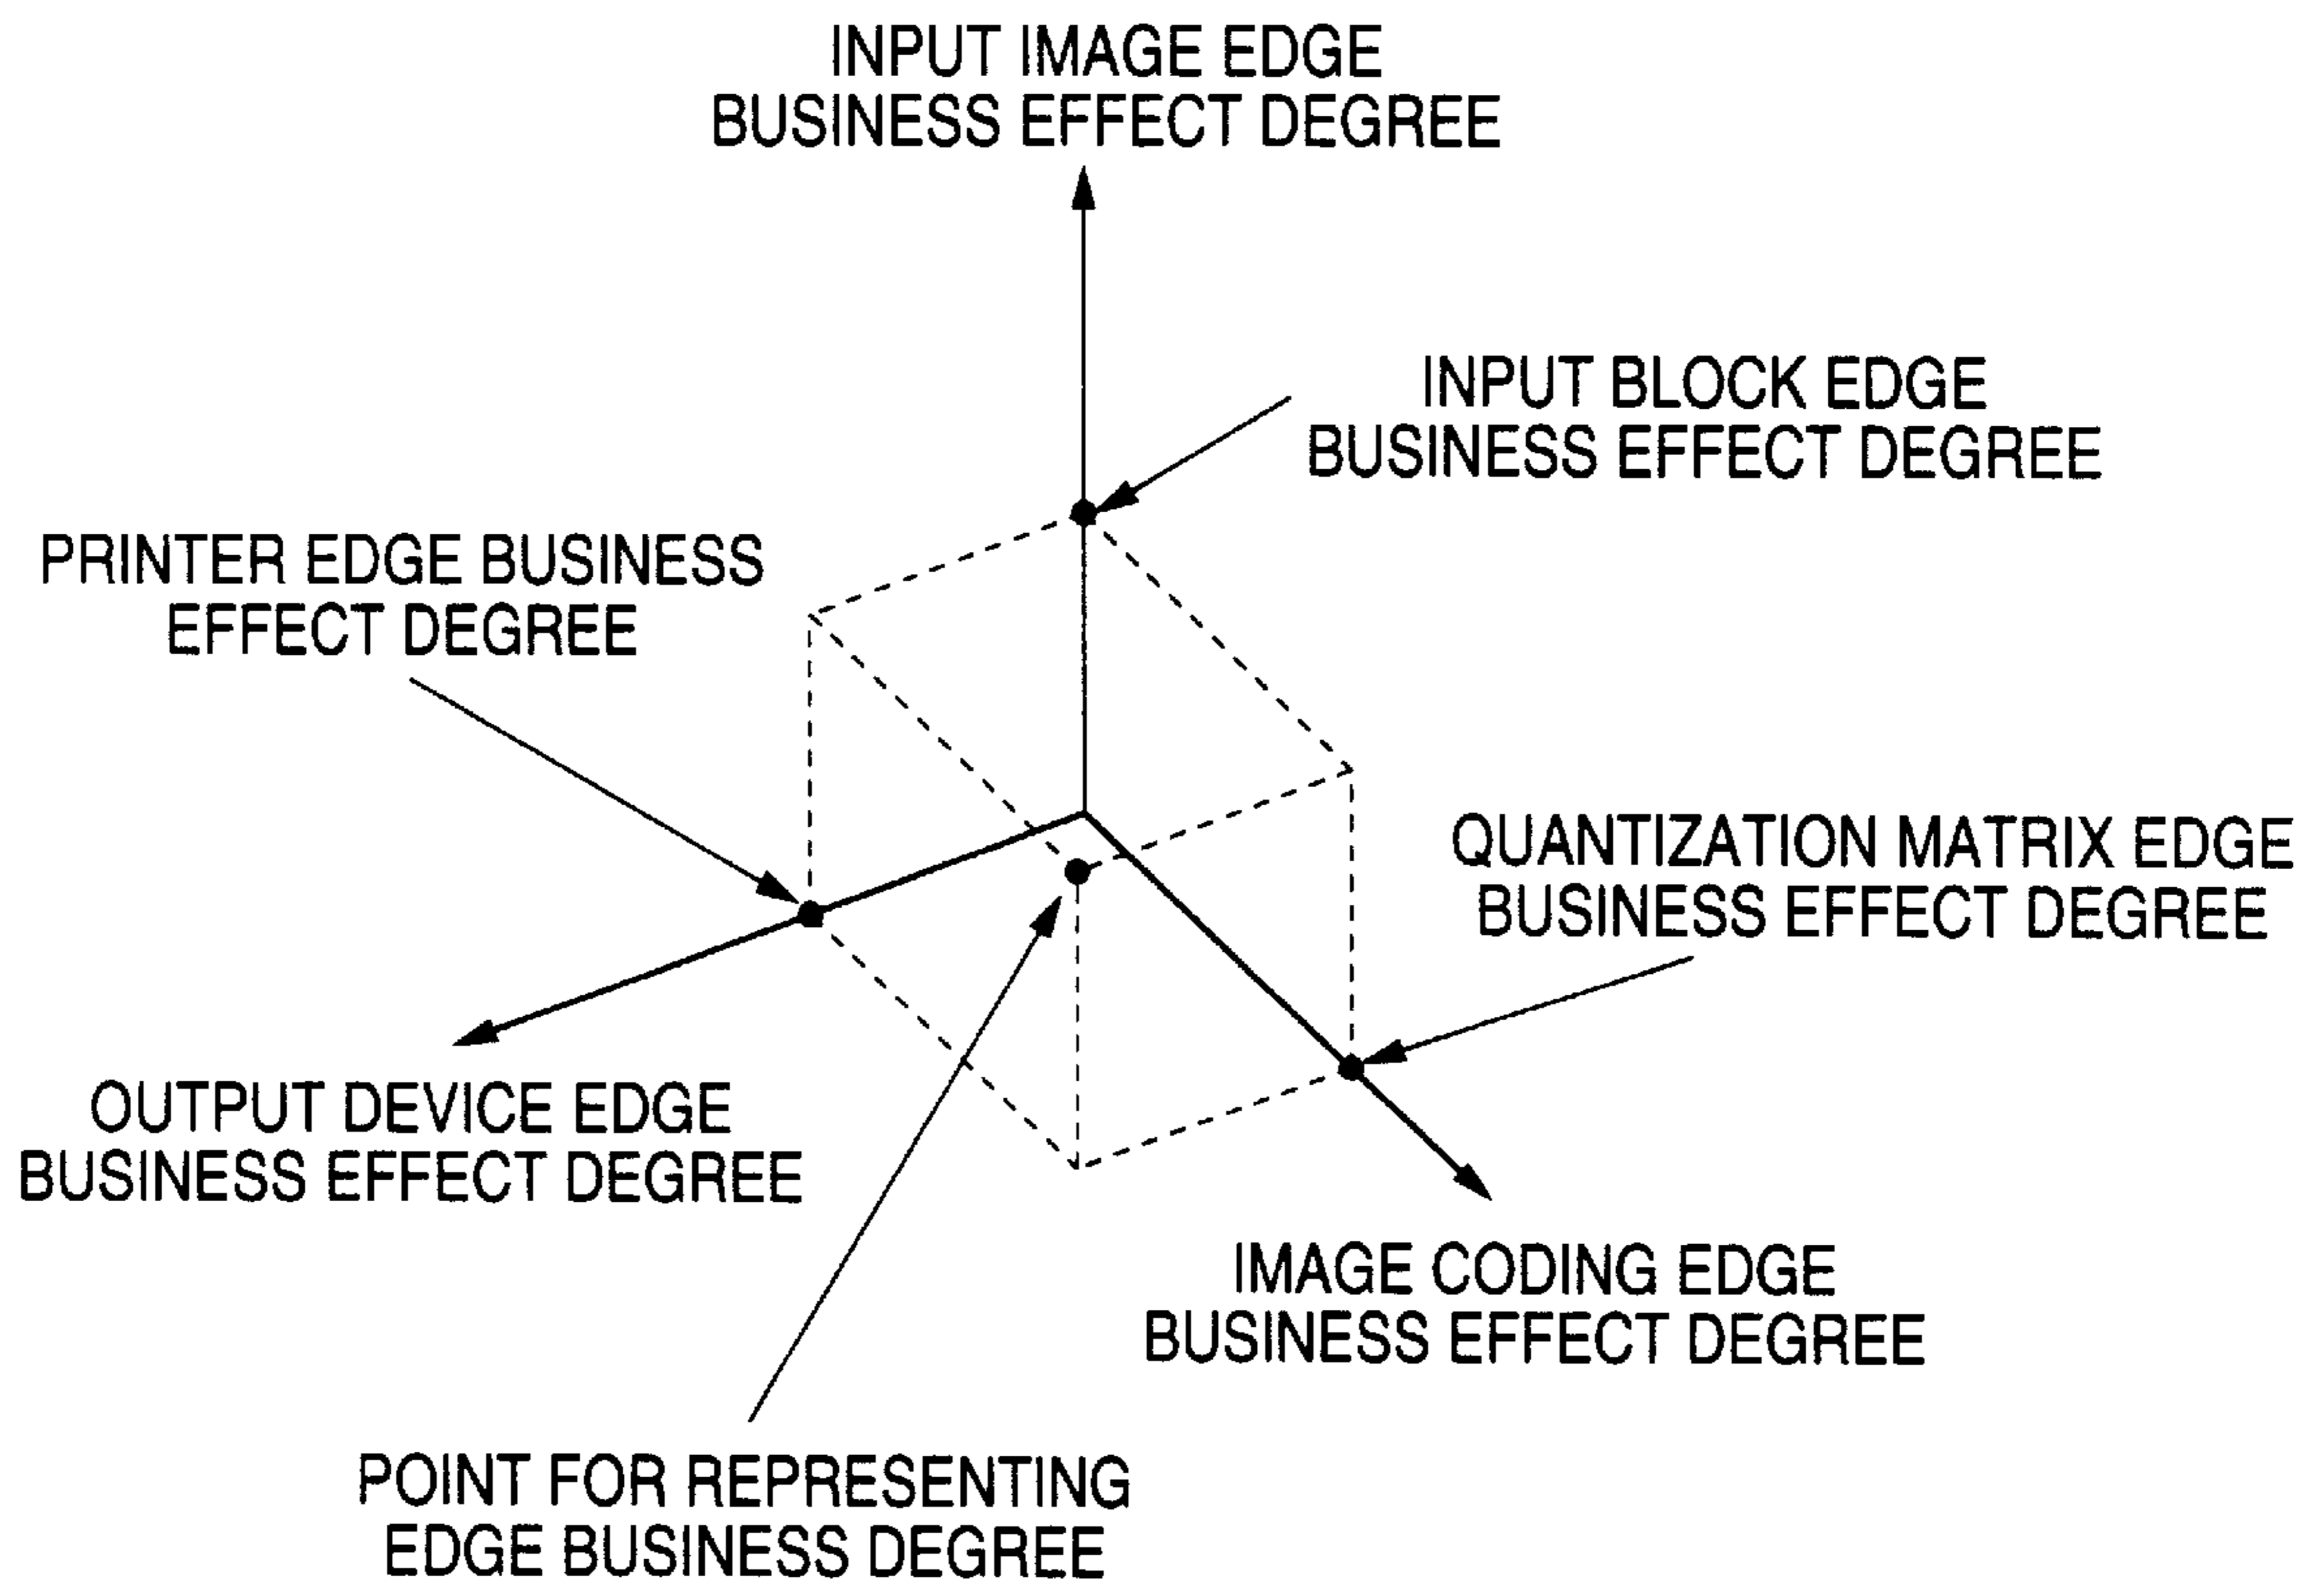 INPUT IMAGE EDGE
BUSINESS EFFECT DEGREE
INPUT BLOCK EDGE
BUSINESS EFFECT DEGREE
PRINTER EDGE BUSINESS
EFFECT DEGREE
QUANTIZATION MATRIX EDGE
BUSINESS EFFECT DEGREE
OUTPUT DEVICE EDGE
BUSINESS EFFECT DEGREE
IMAGE CODING EDGE
BUSINESS EFFECT DEGREE
POINT FOR REPRESENTING
EDGE BUSINESS DEGREE